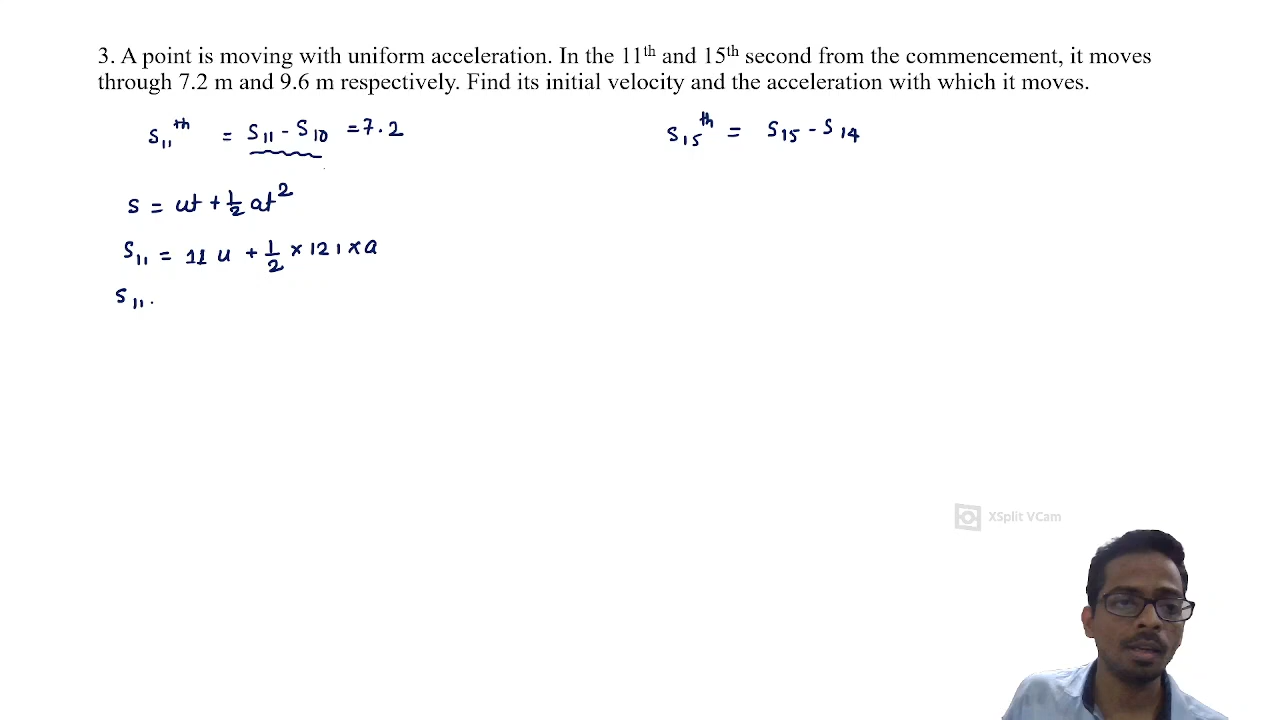 3. A point is moving with uniform acceleration. In the 11th and 15th second from the commencement, it moves
through 7.2 m and 9.6 m respectively. Find its initial velocity and the acceleration with which it moves.
S₁₁th = S₁₁ - S₁₀ = 7.2
S₁₅th = S₁₅ - S₁₄
S = ut + 1/2 at²
S₁₁ = 11 u + 1/2 × 121 × a
S₁₁.
XSplit VCam